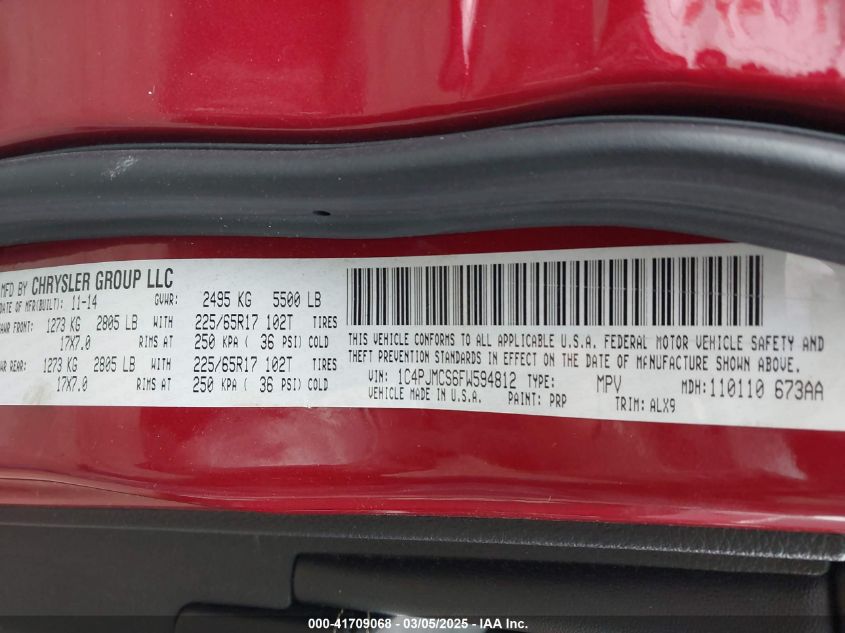 MFD BY CHRYSLER GROUP LLC
DATE OF MFR(BUILT): 11-14 GVWR: 2495 KG 5500 LB
GAWR FRONT: 1273 KG 2805 LB WITH 225/65R17 102T TIRES
17X7.0 RIMS AT 250 KPA ( 36 PSI) COLD
GAWR REAR: 1273 KG 2805 LB WITH 225/65R17 102T TIRES
17X7.0 RIMS AT 250 KPA ( 36 PSI) COLD
THIS VEHICLE CONFORMS TO ALL APPLICABLE U.S.A. FEDERAL MOTOR VEHICLE SAFETY AND
THEFT PREVENTION STANDARDS IN EFFECT ON THE DATE OF MANUFACTURE SHOWN ABOVE.
VIN: 1C4PJMCS6FW594812 TYPE: MPV MDH: 110110 673AA
VEHICLE MADE IN U.S.A. PAINT: PRP TRIM: ALX9
000-41709068 - 03/05/2025 - IAA Inc.